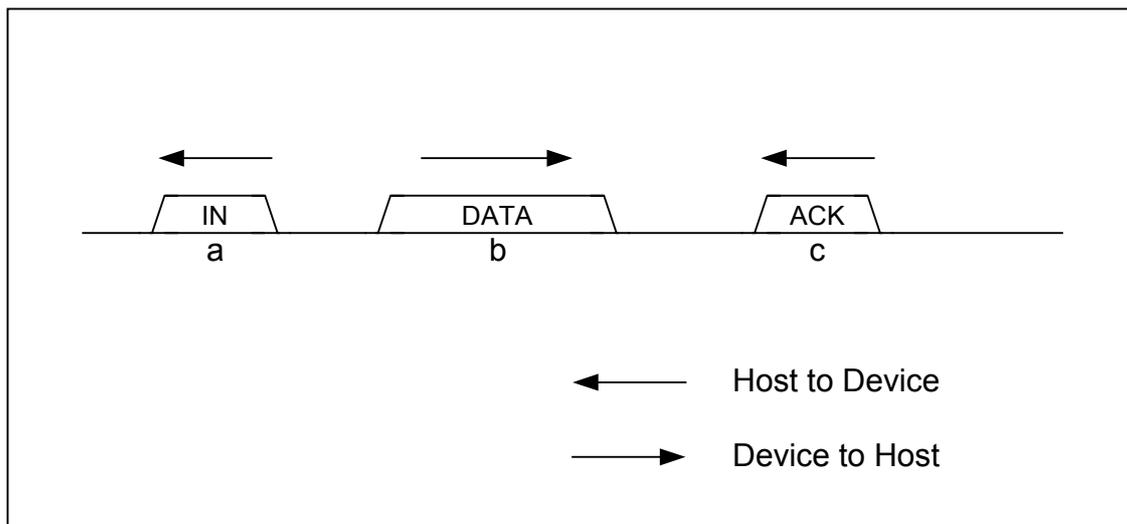 IN DATA ACK
a b c
Host to Device
Device to Host